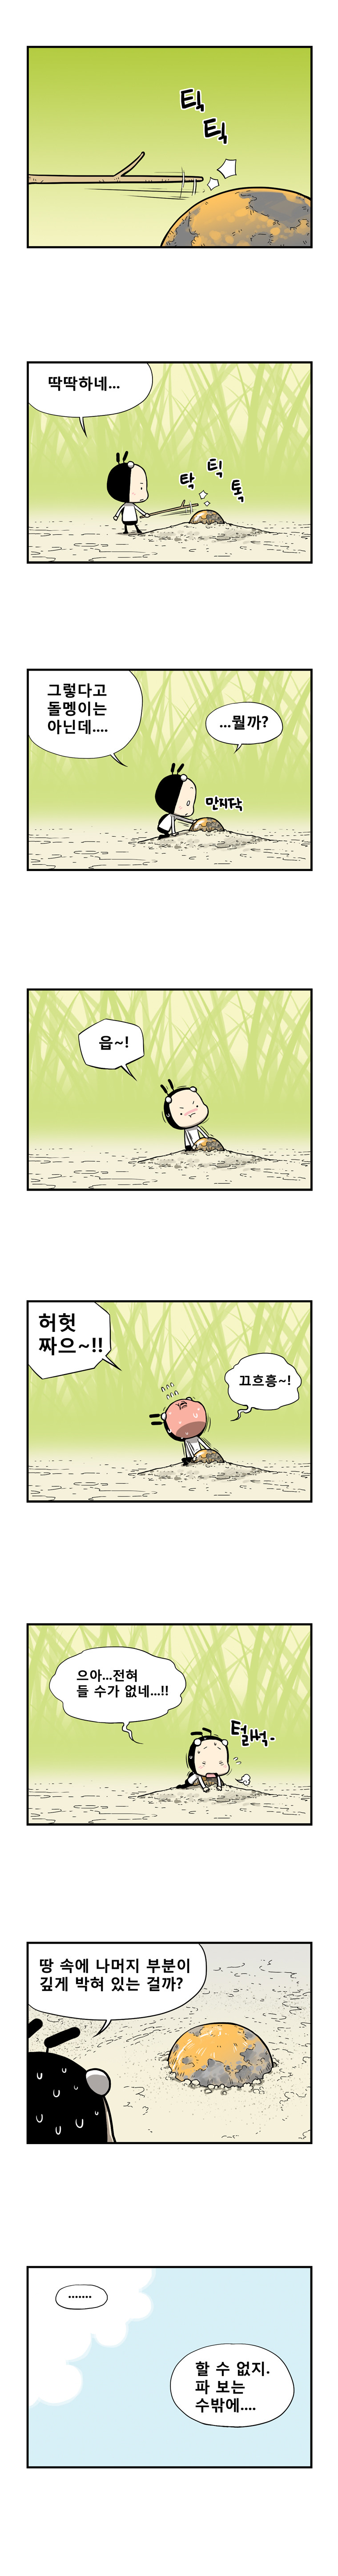 틱
틱
딱딱하네...
탁
틱
톡
그렇다고
돌멩이는
아닌데....
...뭘까?
만지작
읍~!
허헛
짜으~!!
끄흐흥~!
으아...전혀
들 수가 없네...!!
털썩-
땅 속에 나머지 부분이
깊게 박혀 있는 걸까?
.......
할 수 없지.
파 보는
수밖에....